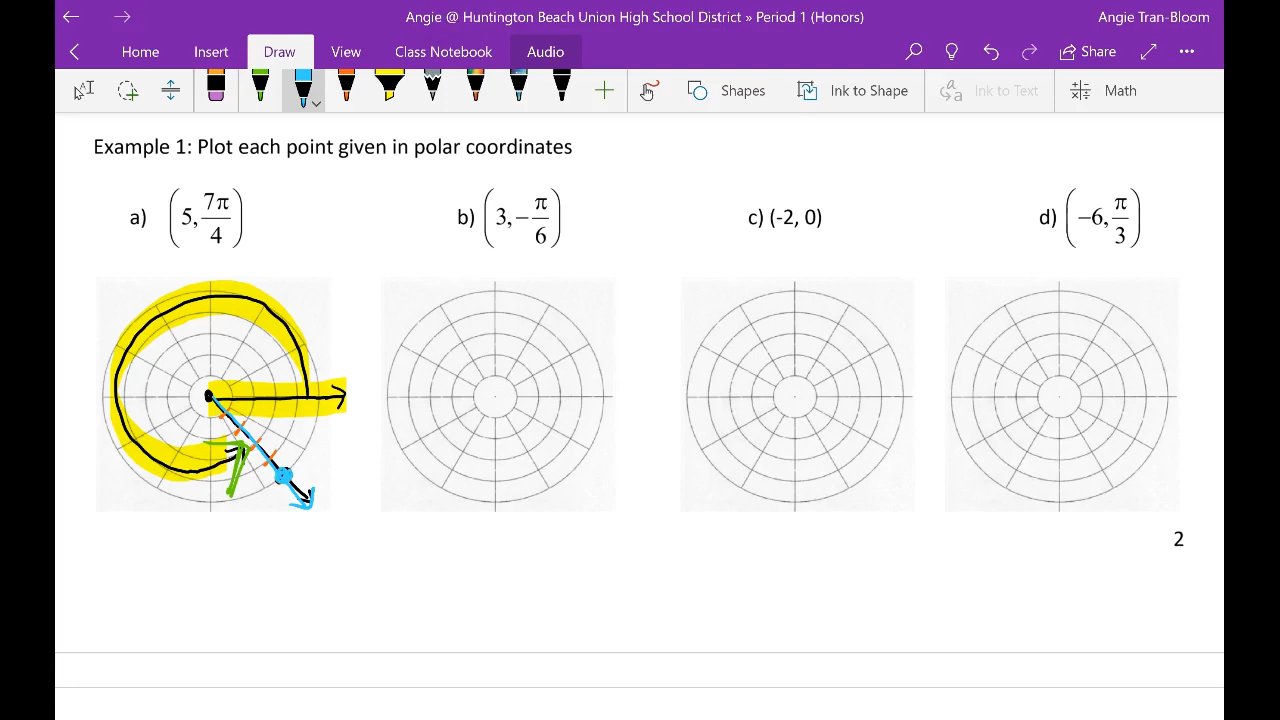 Angie @ Huntington Beach Union High School District » Period 1 (Honors)
Angie Tran-Bloom
Home Insert Draw View Class Notebook Audio Share
Shapes Ink to Shape Ink to Text Math
Example 1: Plot each point given in polar coordinates
a) (5, 7π/4) b) (3, −π/6) c) (-2, 0) d) (−6, π/3)
2